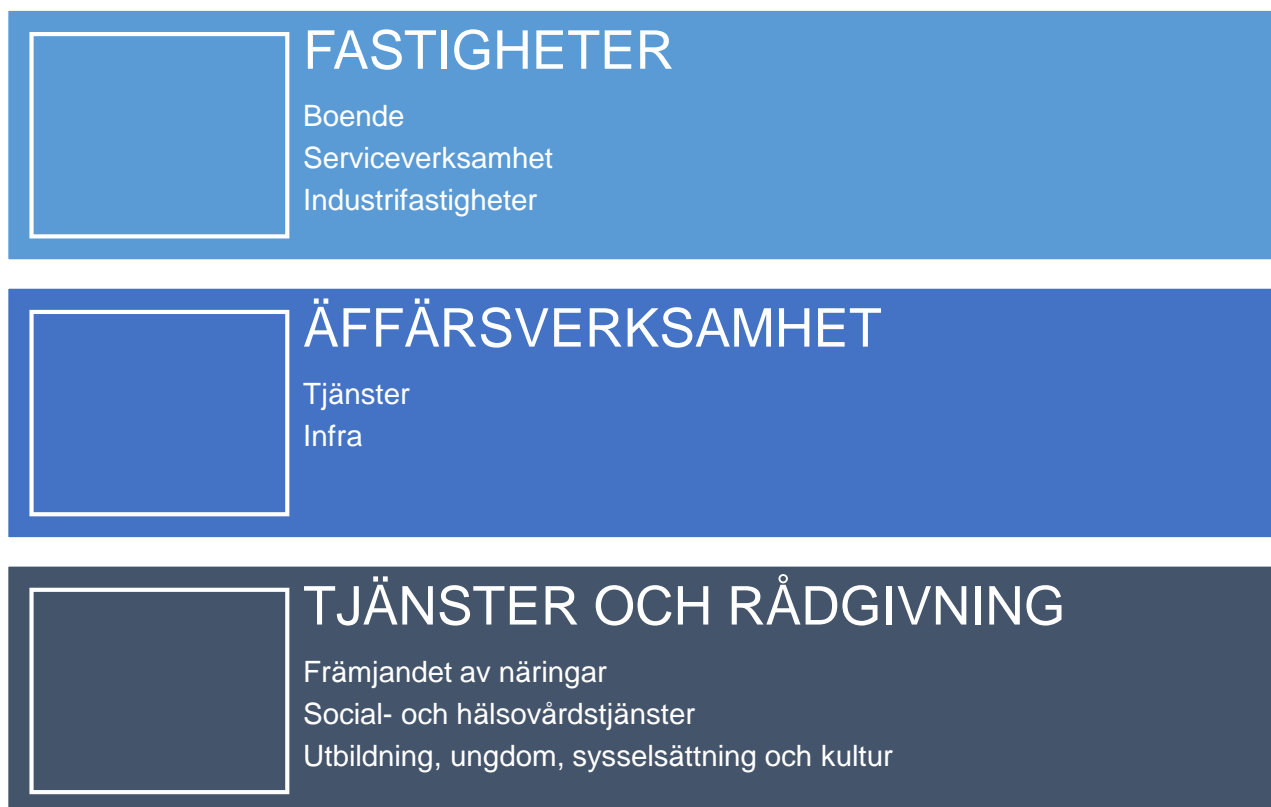 FASTIGHETER
Boende
Serviceverksamhet
Industrifastigheter
ÄFFÄRSVERKSAMHET
Tjänster
Infra
TJÄNSTER OCH RÅDGIVNING
Främjandet av näringar
Social- och hälsovårdstjänster
Utbildning, ungdom, sysselsättning och kultur